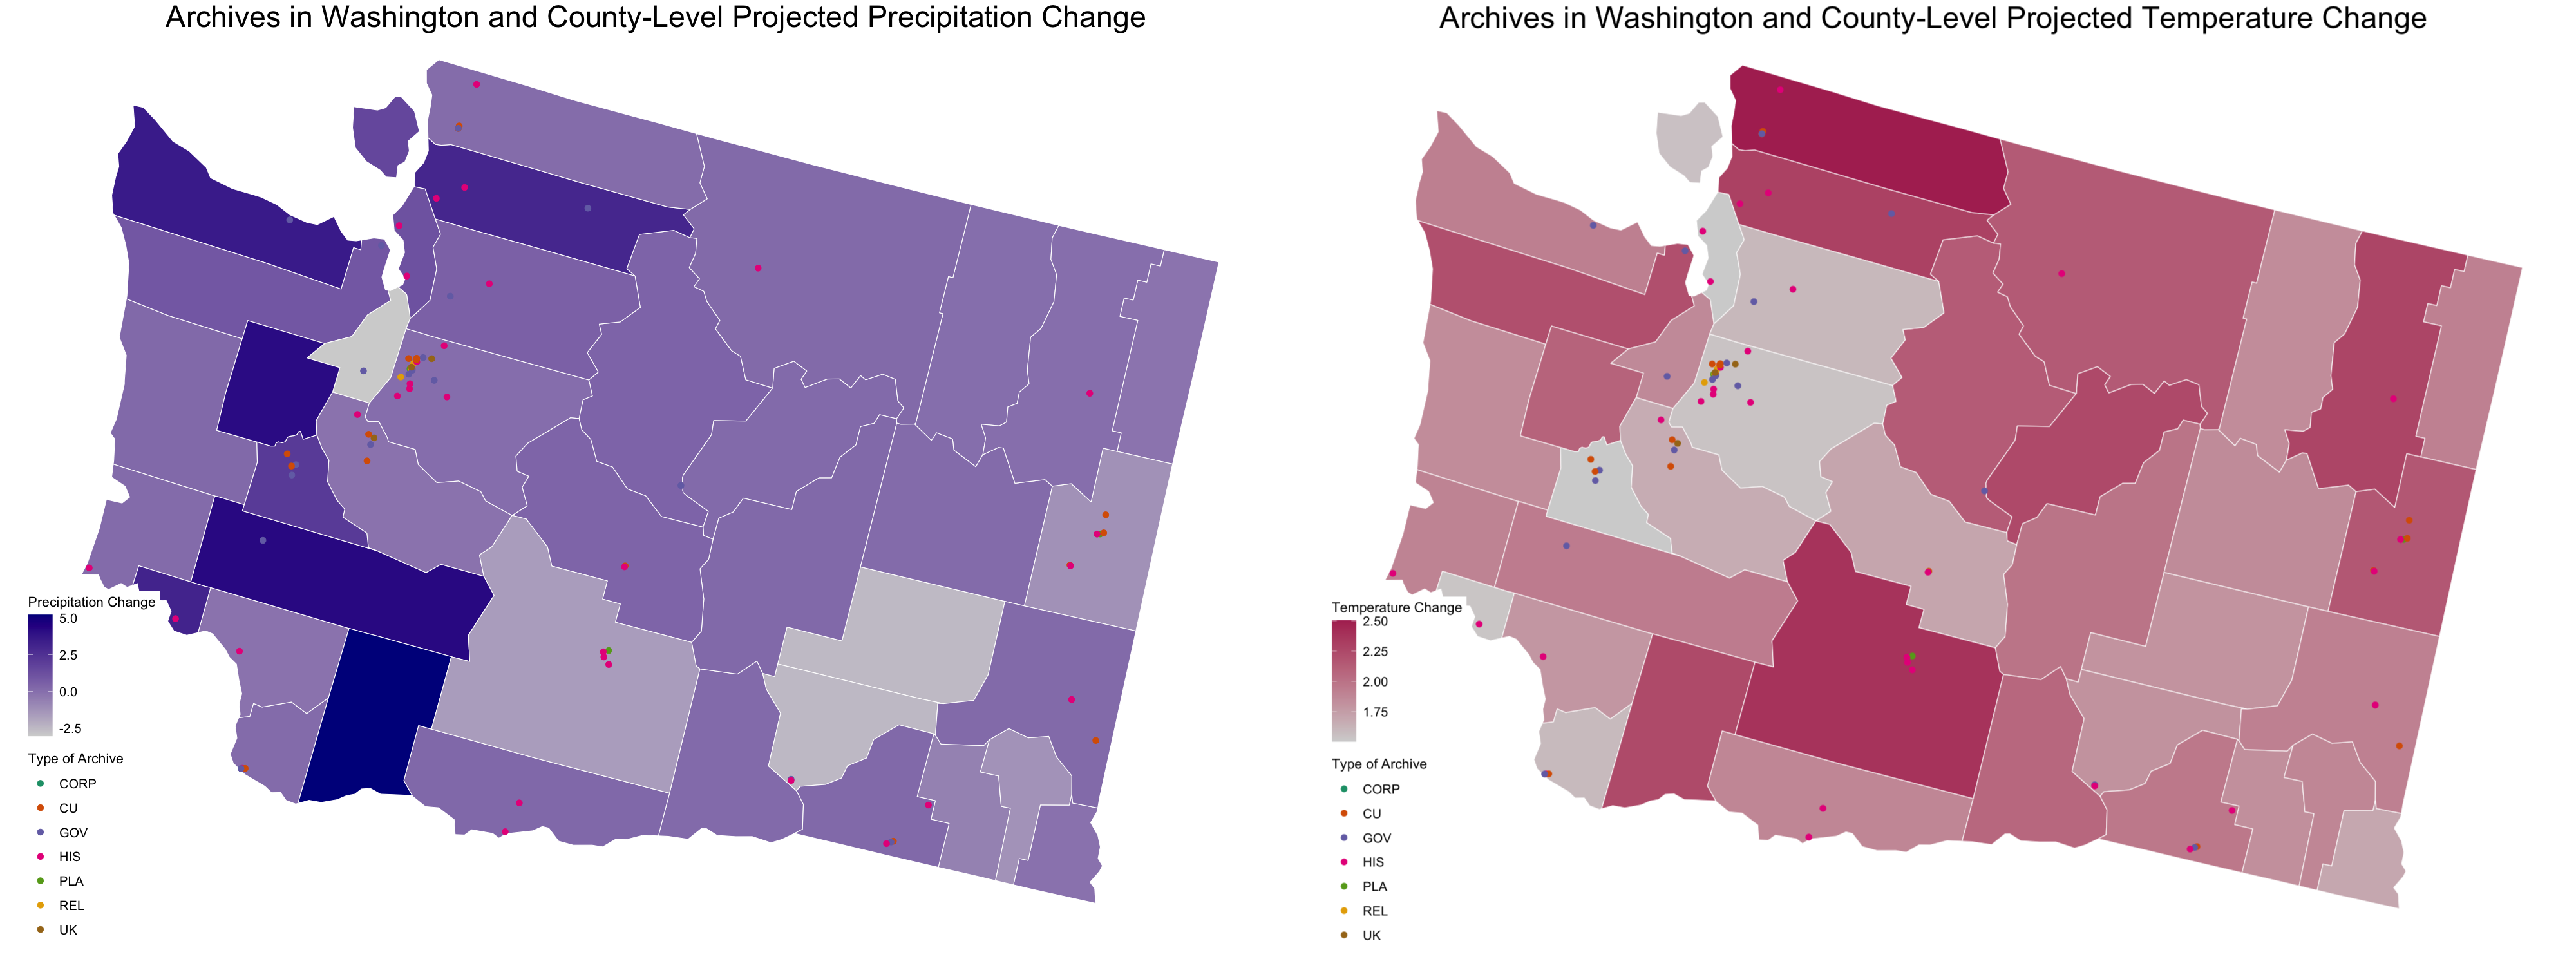 Archives in Washington and County-Level Projected Precipitation Change
Precipitation Change
5.0
2.5
0.0
-2.5
Type of Archive
CORP
CU
GOV
HIS
PLA
REL
UK
Archives in Washington and County-Level Projected Temperature Change
Temperature Change
2.50
2.25
2.00
1.75
Type of Archive
CORP
CU
GOV
HIS
PLA
REL
UK